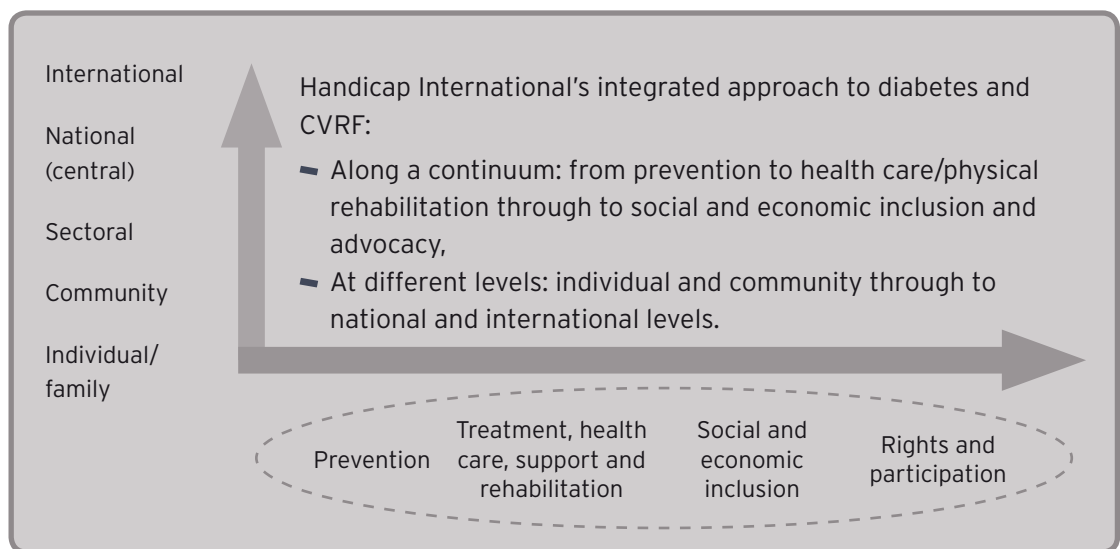 International
National
(central)
Sectoral
Community
Individual/
family
Handicap International’s integrated approach to diabetes and
CVRF:
– Along a continuum: from prevention to health care/physical
rehabilitation through to social and economic inclusion and
advocacy,
– At different levels: individual and community through to
national and international levels.
Prevention
Treatment, health
care, support and
rehabilitation
Social and
economic
inclusion
Rights and
participation